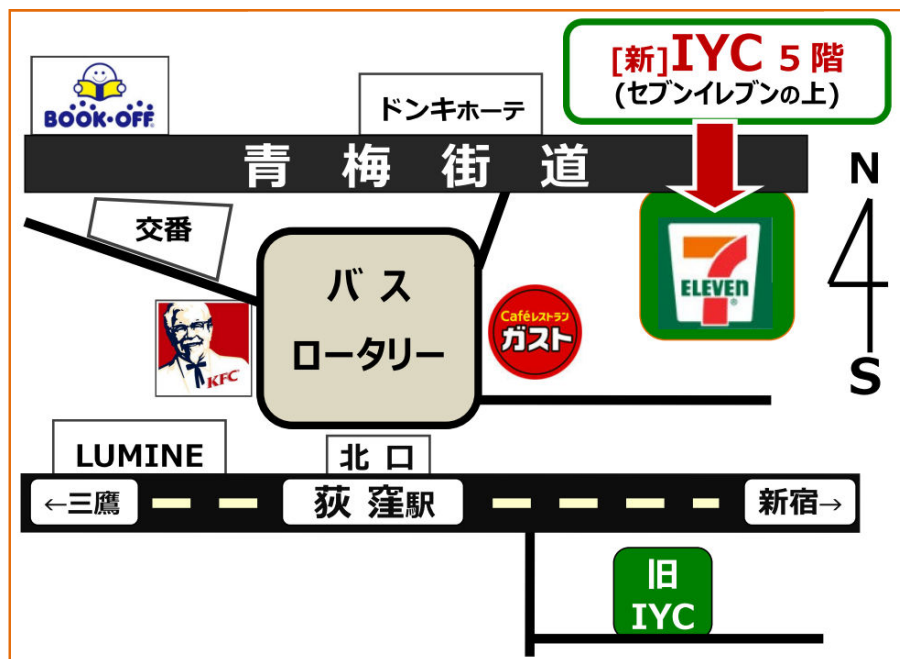 [新]IYC 5階
(セブンイレブンの上)
BOOK・OFF
ドンキホーテ
青梅街道
N
交番
バス
ロータリー
7
ELEVEN
Caféレストラン
ガスト
KFC
S
LUMINE
北口
←三鷹
荻窪駅
新宿→
旧
IYC